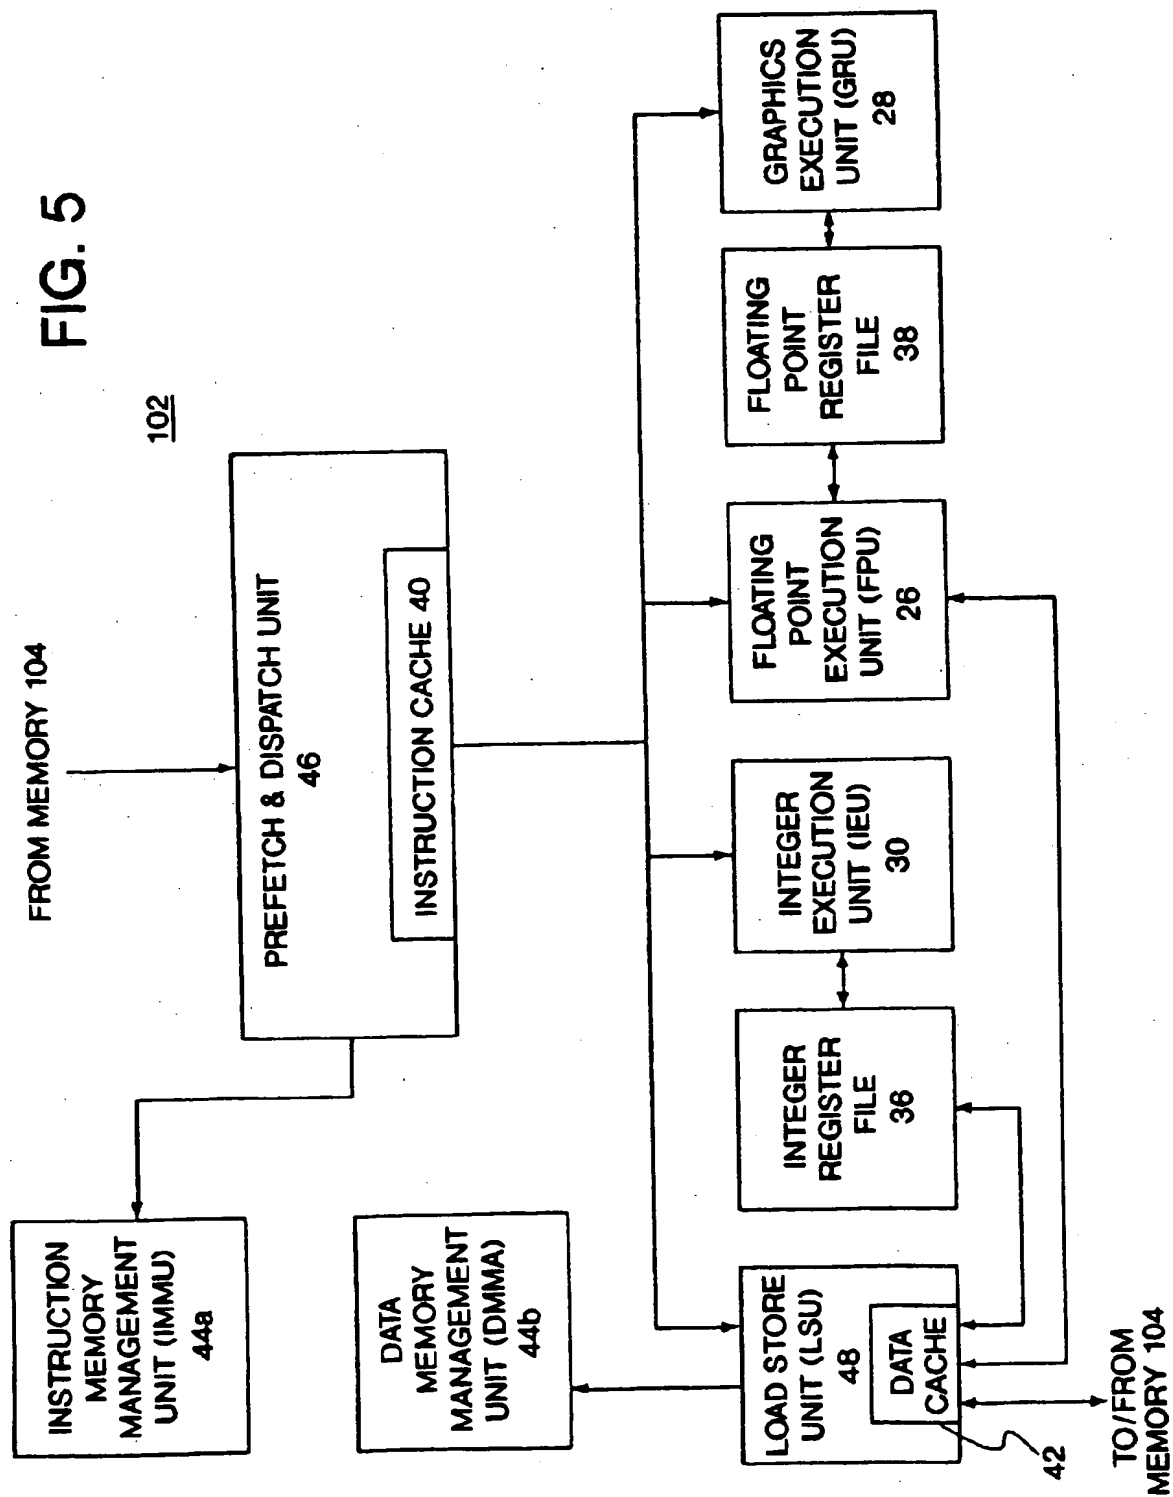 FIG. 5
102
FROM MEMORY 104
PREFETCH & DISPATCH UNIT
46
INSTRUCTION CACHE 40
INSTRUCTION
MEMORY
MANAGEMENT
UNIT (IMMU)
44a
DATA
MEMORY
MANAGEMENT
UNIT (DMMA)
44b
LOAD STORE
UNIT (LSU)
48
DATA
CACHE
42
TO/FROM
MEMORY 104
INTEGER
REGISTER
FILE
36
INTEGER
EXECUTION
UNIT (IEU)
30
FLOATING
POINT
EXECUTION
UNIT (FPU)
26
FLOATING
POINT
REGISTER
FILE
38
GRAPHICS
EXECUTION
UNIT (GRU)
28